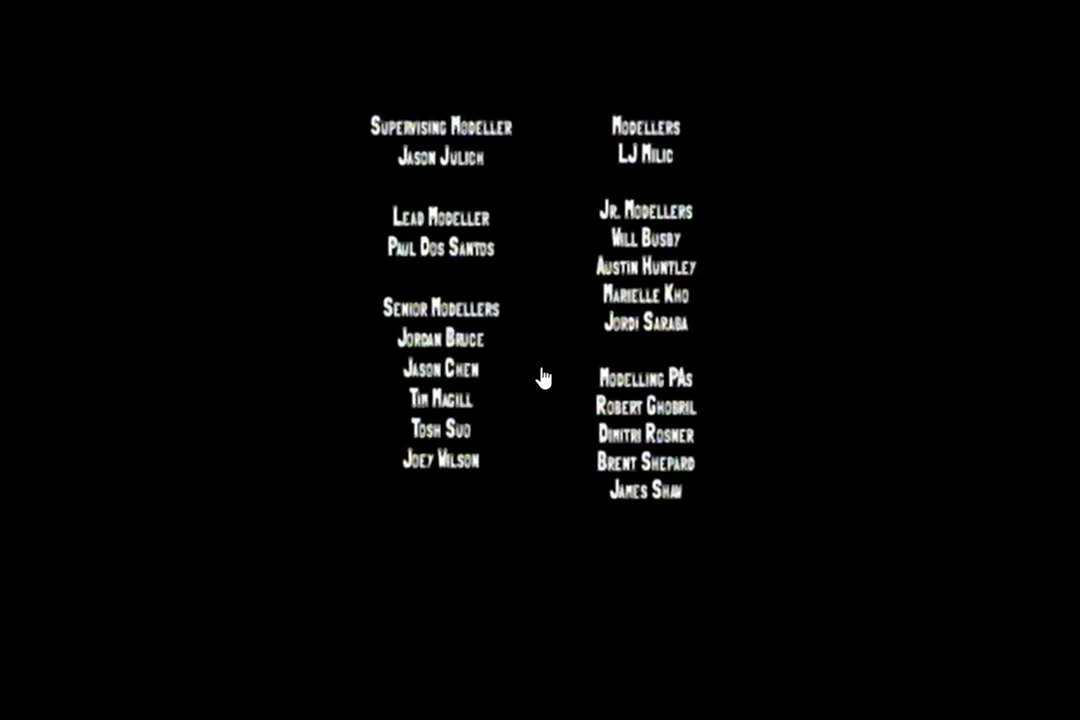 Supervising Modeller
Jason Julich
Lead Modeller
Paul Dos Santos
Senior Modellers
Jordan Bruce
Jason Chen
Tim Magill
Tosh Suo
Joey Wilson
Modellers
LJ Milic
Jr. Modellers
Will Busby
Austin Huntley
Marielle Kho
Jordi Saraba
Modelling PAs
Robert Ghobril
Dimitri Rosner
Brent Shepard
James Shaw